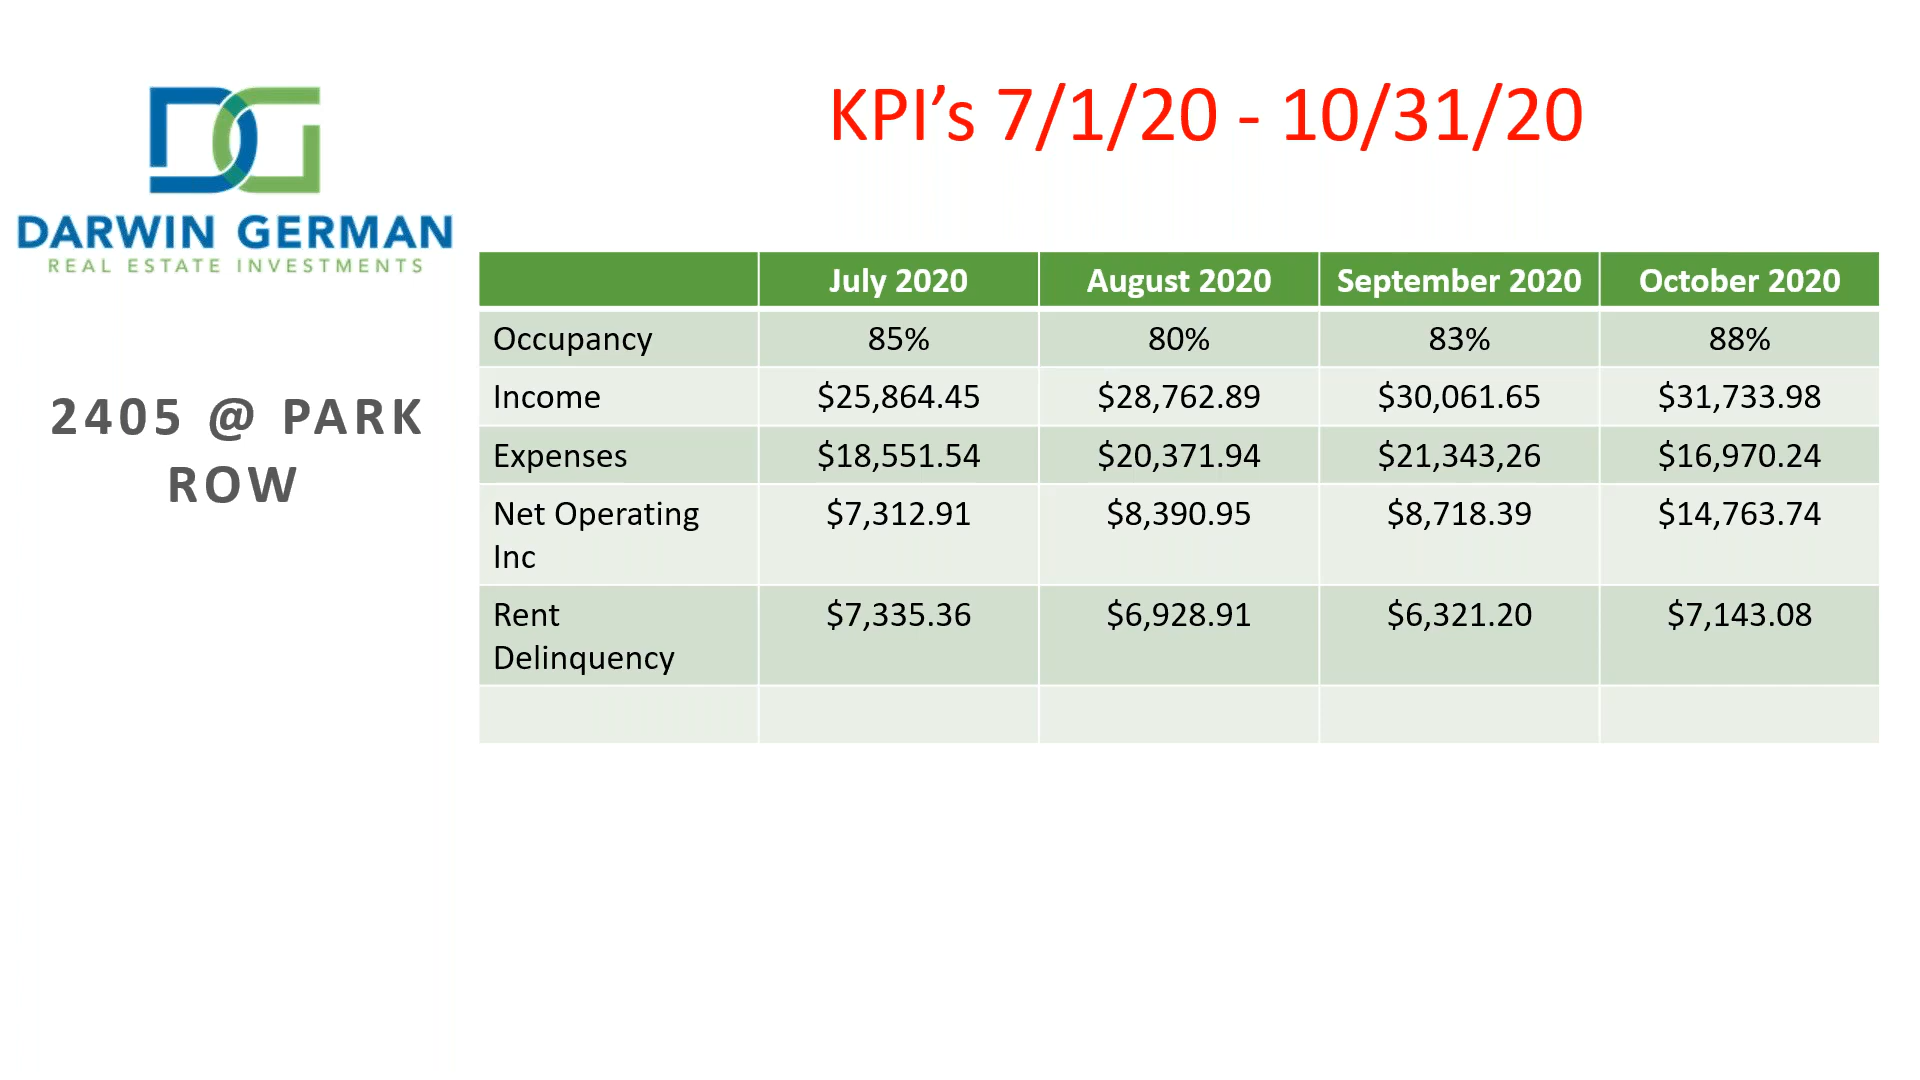 DG
DARWIN GERMAN
REAL ESTATE INVESTMENTS
2405 @ PARK
ROW
KPI’s 7/1/20 - 10/31/20
July 2020 August 2020 September 2020 October 2020
Occupancy 85% 80% 83% 88%
Income $25,864.45 $28,762.89 $30,061.65 $31,733.98
Expenses $18,551.54 $20,371.94 $21,343,26 $16,970.24
Net Operating $7,312.91 $8,390.95 $8,718.39 $14,763.74
Inc
Rent $7,335.36 $6,928.91 $6,321.20 $7,143.08
Delinquency